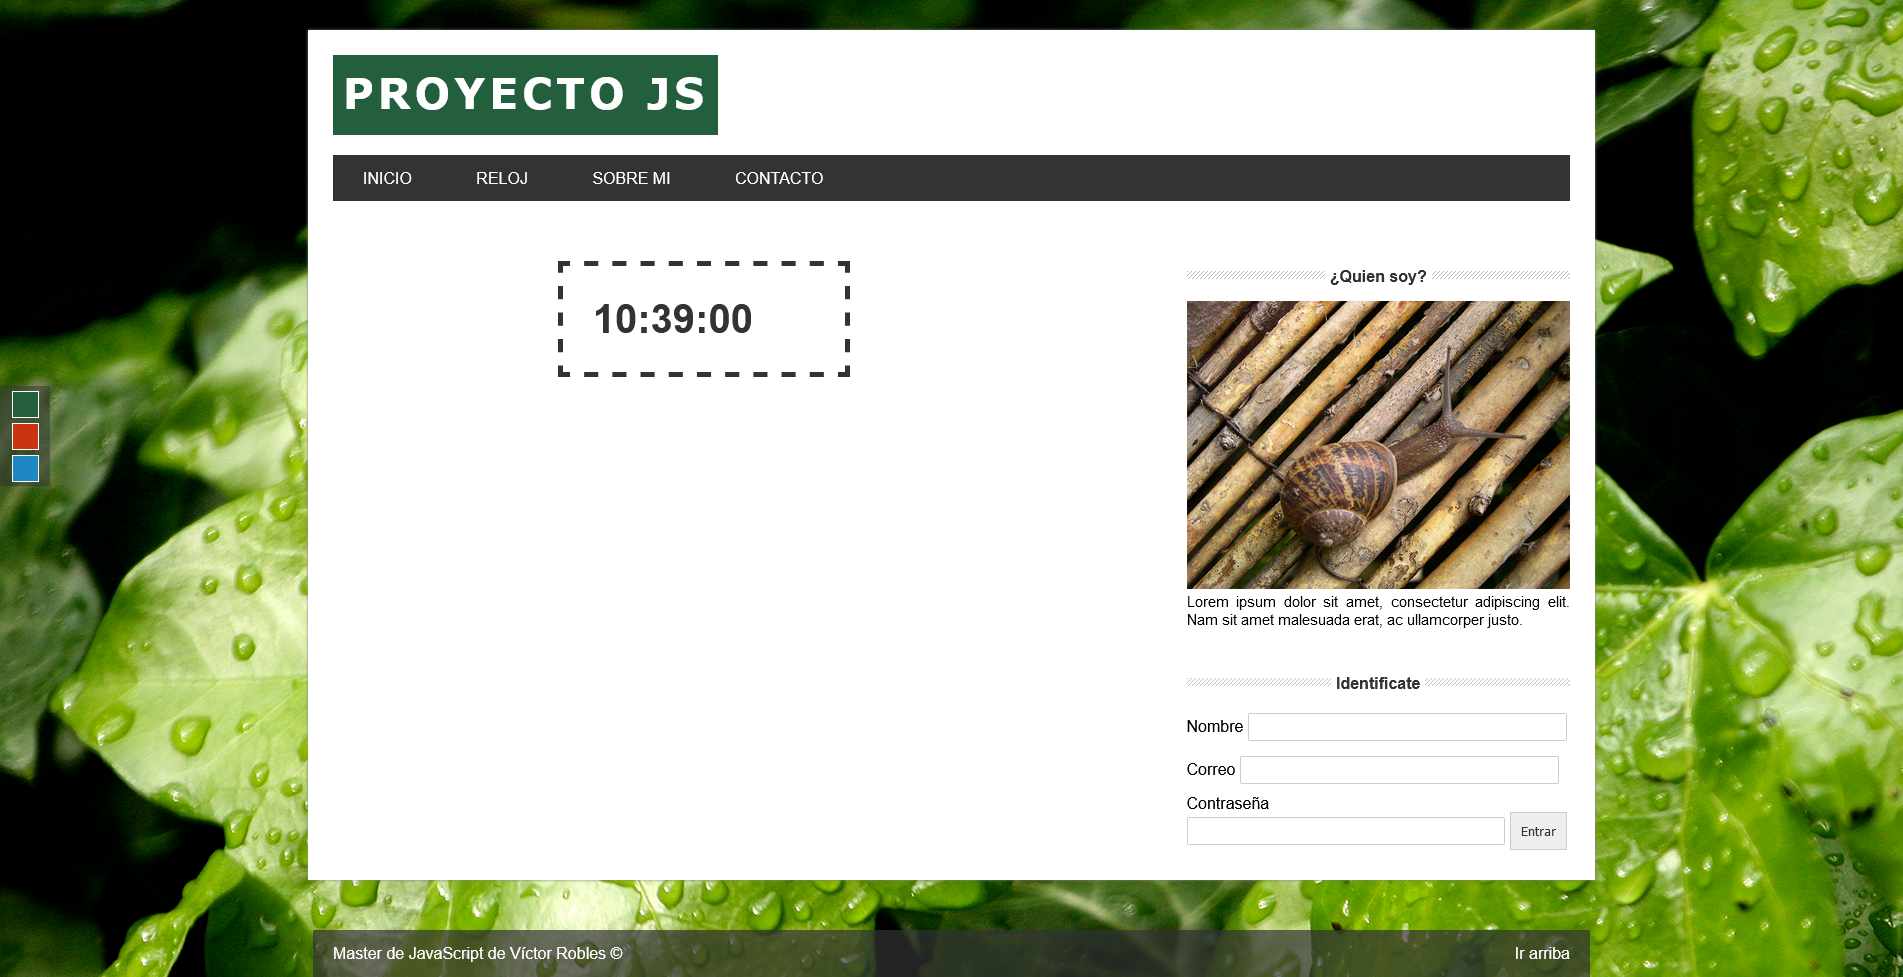 PROYECTO JS
INICIO RELOJ SOBRE MI CONTACTO
10:39:00
¿Quien soy?
Lorem ipsum dolor sit amet, consectetur adipiscing elit.
Nam sit amet malesuada erat, ac ullamcorper justo.
Identificate
Nombre
Correo
Contraseña
Entrar
Master de JavaScript de Víctor Robles ©
Ir arriba